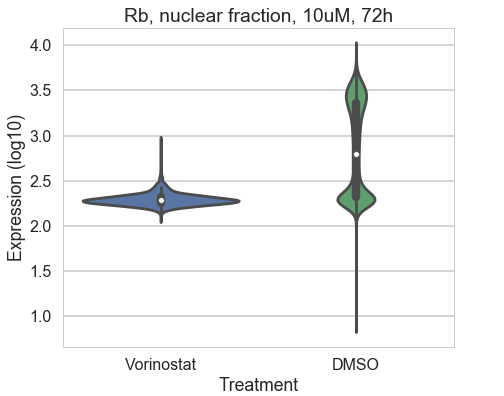 Rb, nuclear fraction, 10uM, 72h
Expression (log10)
4.0
3.5
3.0
2.5
2.0
1.5
1.0
Vorinostat
DMSO
Treatment